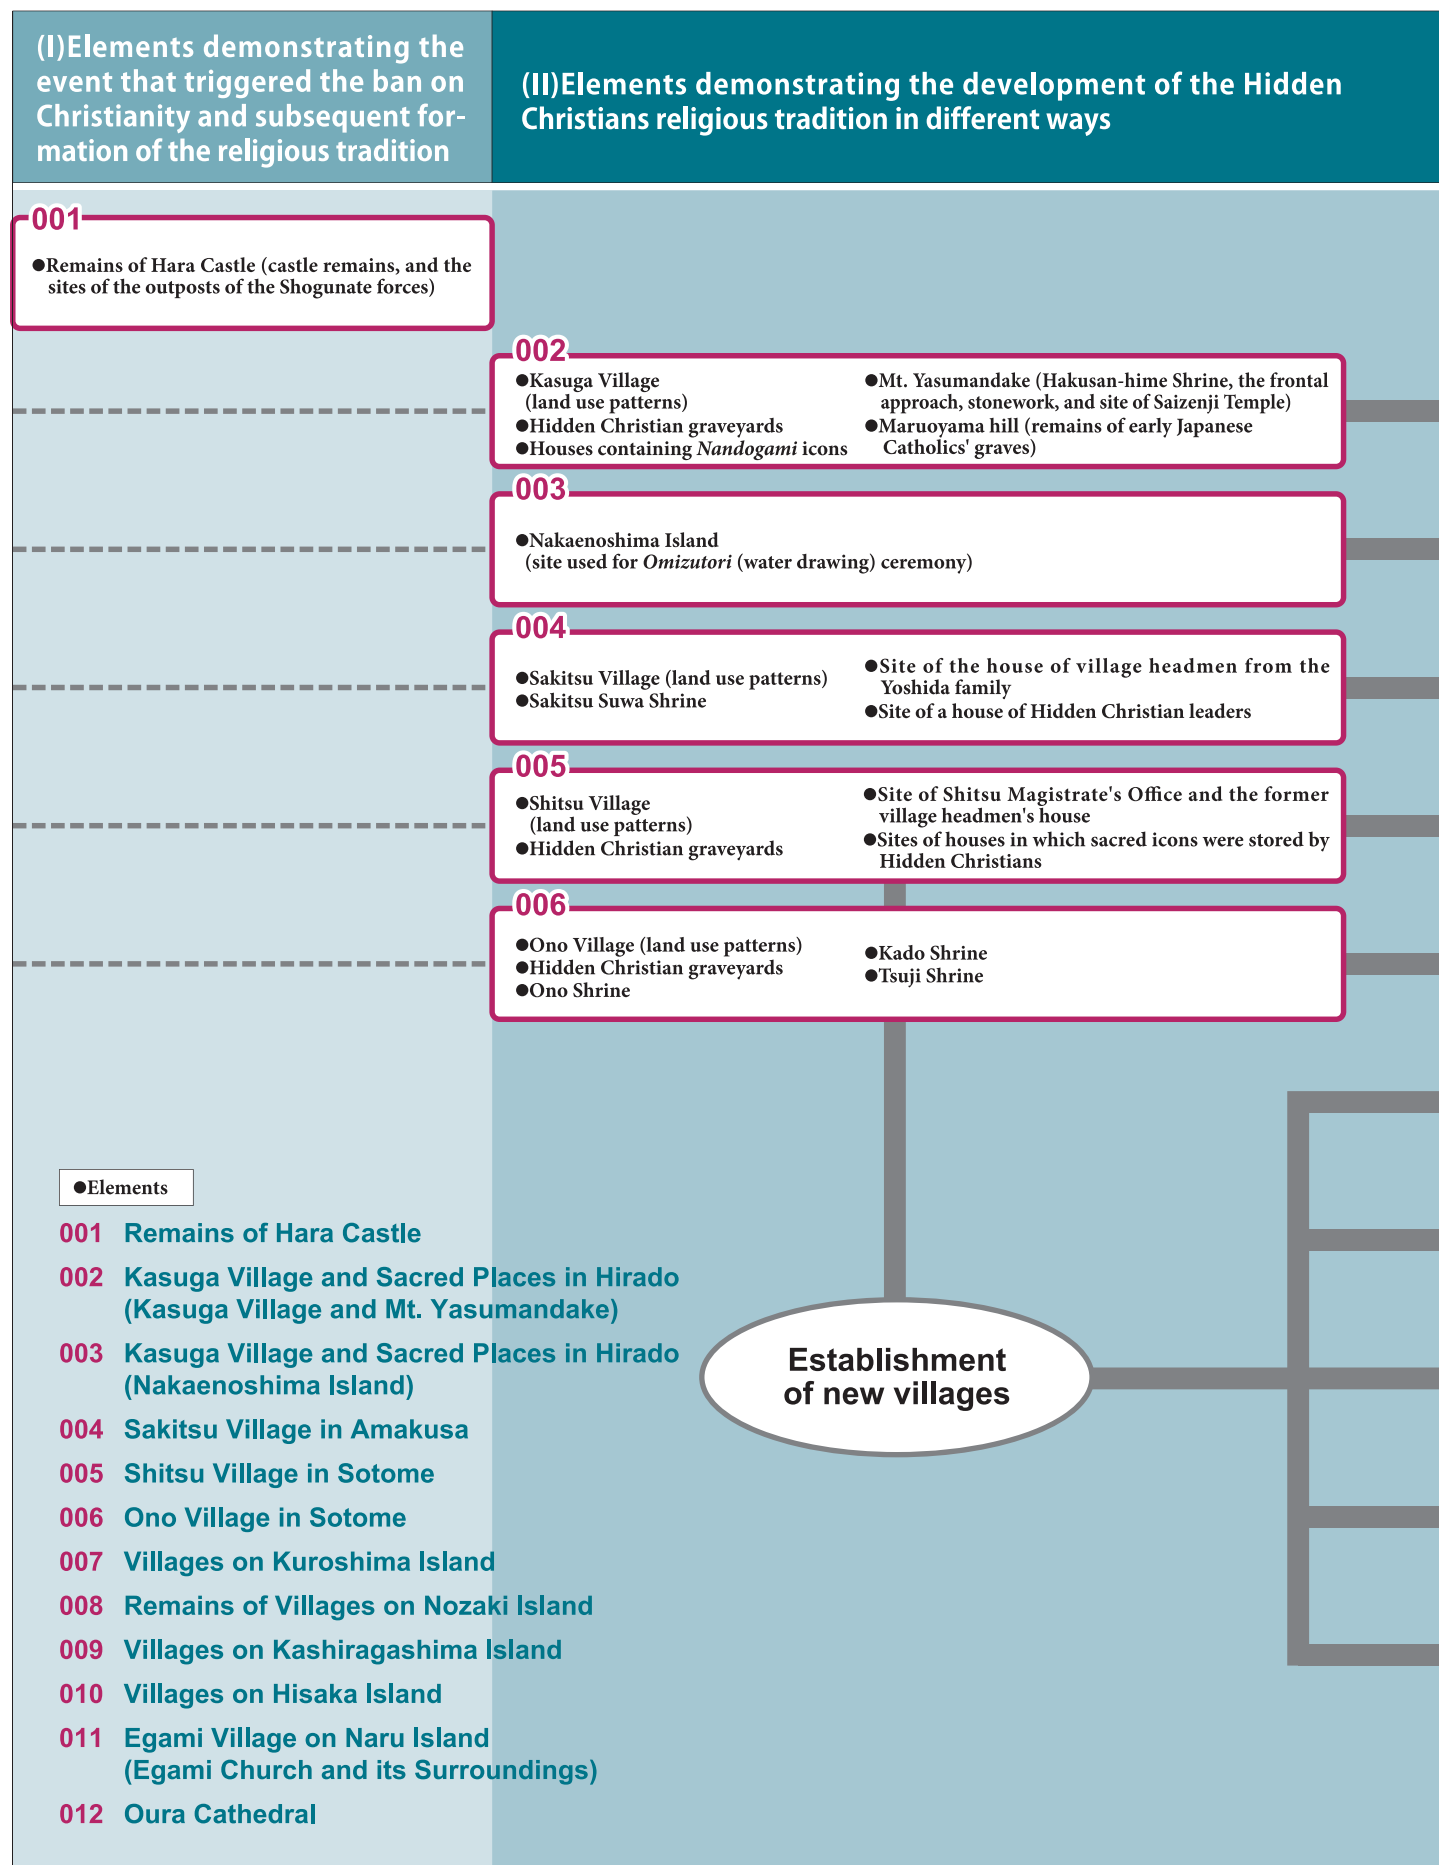 (I)Elements demonstrating the
event that triggered the ban on
Christianity and subsequent for-
mation of the religious tradition
(II)Elements demonstrating the development of the Hidden
Christians religious tradition in different ways
001
●Remains of Hara Castle (castle remains, and the
sites of the outposts of the Shogunate forces)
002
●Kasuga Village
(land use patterns)
●Hidden Christian graveyards
●Houses containing Nandogami icons
●Mt. Yasumandake (Hakusan-hime Shrine, the frontal
approach, stonework, and site of Saizenji Temple)
●Maruoyama hill (remains of early Japanese
Catholics' graves)
003
●Nakaenoshima Island
(site used for Omizutori (water drawing) ceremony)
004
●Sakitsu Village (land use patterns)
●Sakitsu Suwa Shrine
●Site of the house of village headmen from the
Yoshida family
●Site of a house of Hidden Christian leaders
005
●Shitsu Village
(land use patterns)
●Hidden Christian graveyards
●Site of Shitsu Magistrate's Office and the former
village headmen's house
●Sites of houses in which sacred icons were stored by
Hidden Christians
006
●Ono Village (land use patterns)
●Hidden Christian graveyards
●Ono Shrine
●Kado Shrine
●Tsuji Shrine
Establishment
of new villages
●Elements
001 Remains of Hara Castle
002 Kasuga Village and Sacred Places in Hirado
(Kasuga Village and Mt. Yasumandake)
003 Kasuga Village and Sacred Places in Hirado
(Nakaenoshima Island)
004 Sakitsu Village in Amakusa
005 Shitsu Village in Sotome
006 Ono Village in Sotome
007 Villages on Kuroshima Island
008 Remains of Villages on Nozaki Island
009 Villages on Kashiragashima Island
010 Villages on Hisaka Island
011 Egami Village on Naru Island
(Egami Church and its Surroundings)
012 Oura Cathedral